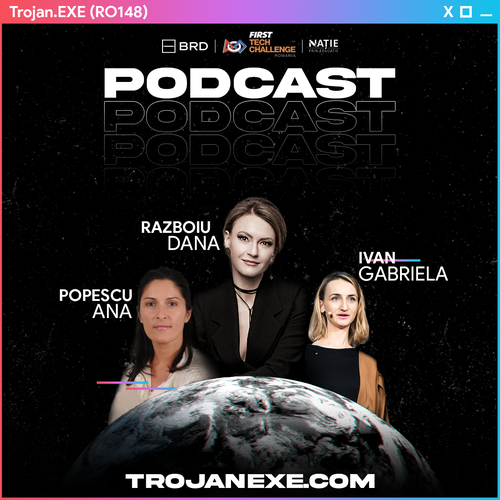 Trojan.EXE (RO148)
X
BRD
FIRST
TECH
CHALLENGE
ROMANIA
NAȚIE
PRIN EDUCAȚIE
PODCAST
PODCAST
PODCAST
PODCAST
RAZBOIU
DANA
IVAN
GABRIELA
POPESCU
ANA
TROJANEXE.COM